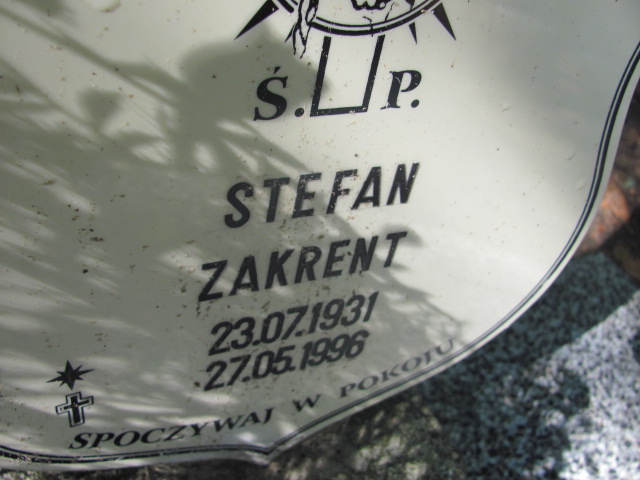 Ś. P.
STEFAN
ZAKRENT
23.07.1931
27.05.1996
SPOCZYWAJ W POKOJU